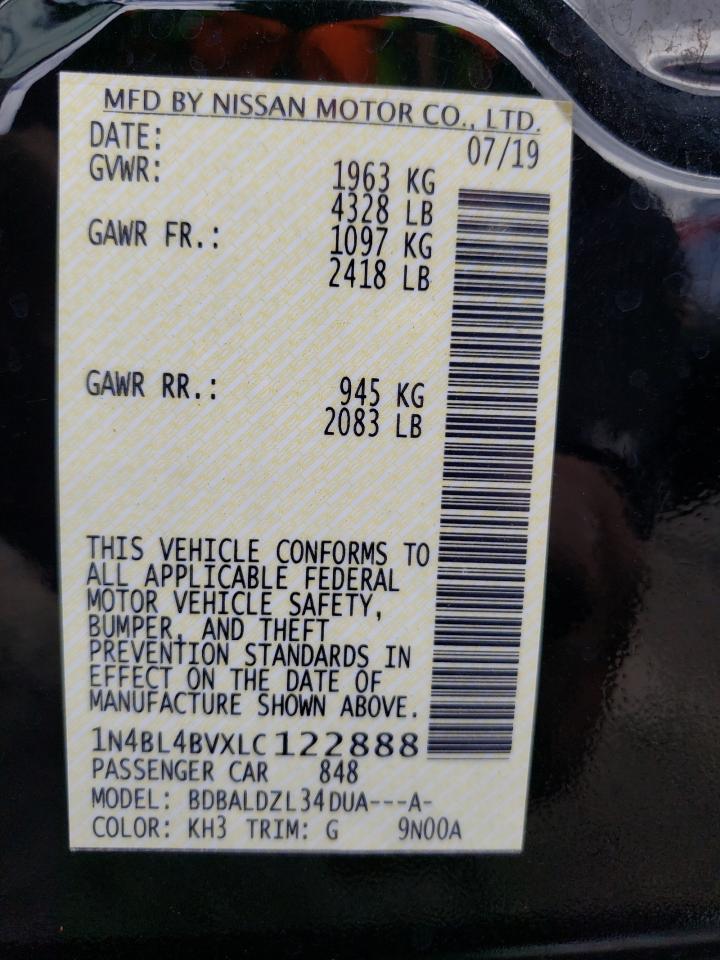 MFD BY NISSAN MOTOR CO., LTD.
DATE: 07/19
GVWR: 1963 KG
4328 LB
GAWR FR.: 1097 KG
2418 LB
GAWR RR.: 945 KG
2083 LB
THIS VEHICLE CONFORMS TO
ALL APPLICABLE FEDERAL
MOTOR VEHICLE SAFETY,
BUMPER, AND THEFT
PREVENTION STANDARDS IN
EFFECT ON THE DATE OF
MANUFACTURE SHOWN ABOVE.
1N4BL4BVXLC122888
PASSENGER CAR 848
MODEL: BDBALDZL34DUA---A-
COLOR: KH3 TRIM: G 9N00A